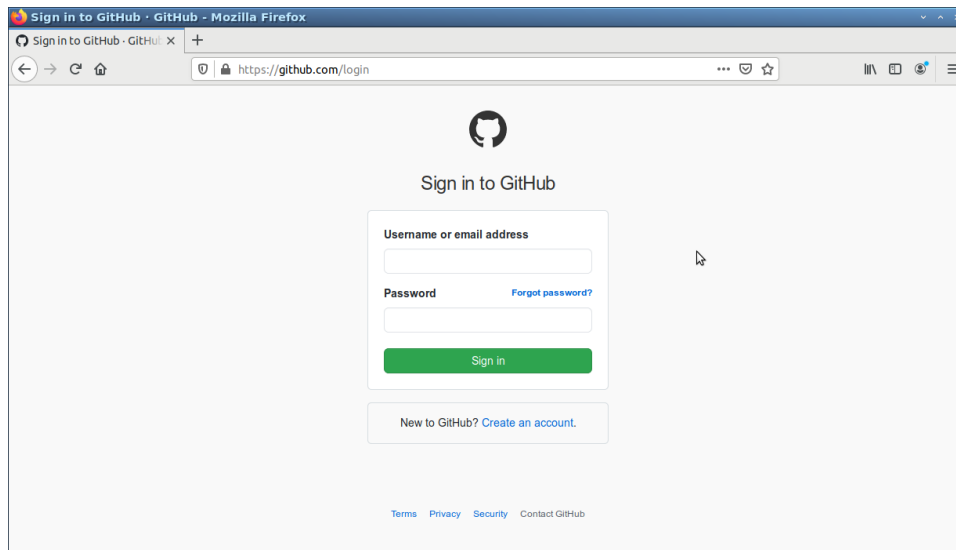 Sign in to GitHub · GitHub - Mozilla Firefox
Sign in to GitHub · GitHub
https://github.com/login
Sign in to GitHub
Username or email address
Password Forgot password?
Sign in
New to GitHub? Create an account.
Terms Privacy Security Contact GitHub